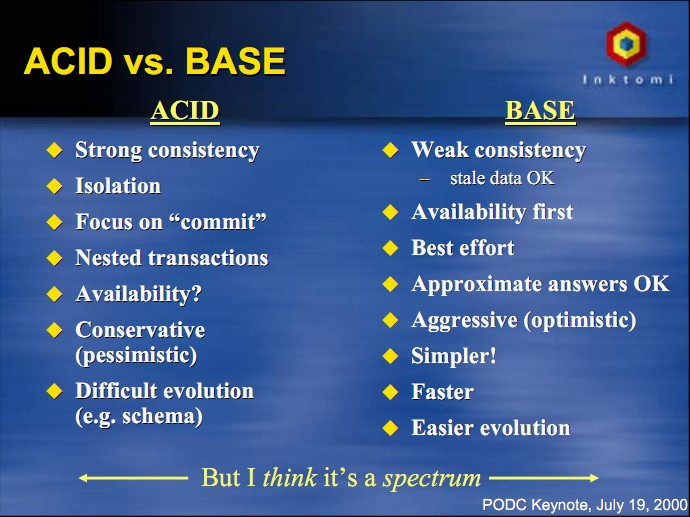 ACID vs. BASE
Inktomi
ACID
Strong consistency
Isolation
Focus on “commit”
Nested transactions
Availability?
Conservative
(pessimistic)
Difficult evolution
(e.g. schema)
BASE
Weak consistency
– stale data OK
Availability first
Best effort
Approximate answers OK
Aggressive (optimistic)
Simpler!
Faster
Easier evolution
But I think it’s a spectrum
PODC Keynote, July 19, 2000